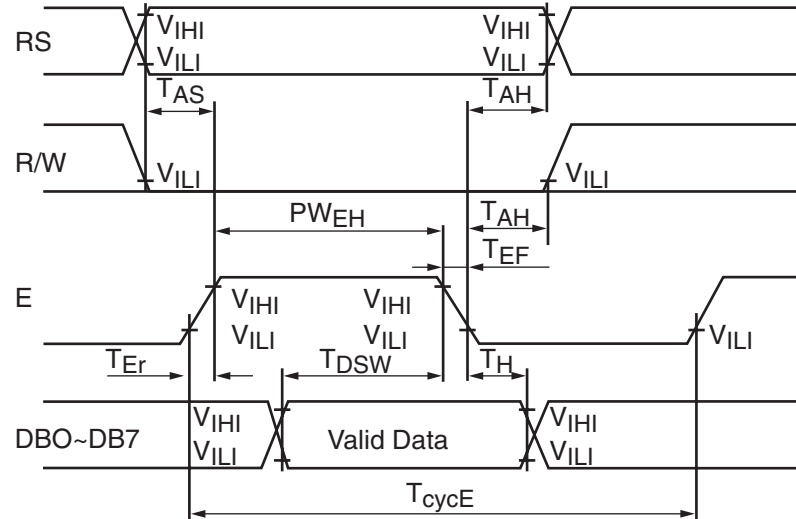 RS
VIHI VIHI
VILI VILI
TAS TAH
R/W
VILI VILI
PWEH TAH
TEF
E
VIHI VIHI
VILI VILI VILI
TEr TDSW TH
DBO~DB7
VIHI VIHI
VILI Valid Data VILI
TcycE